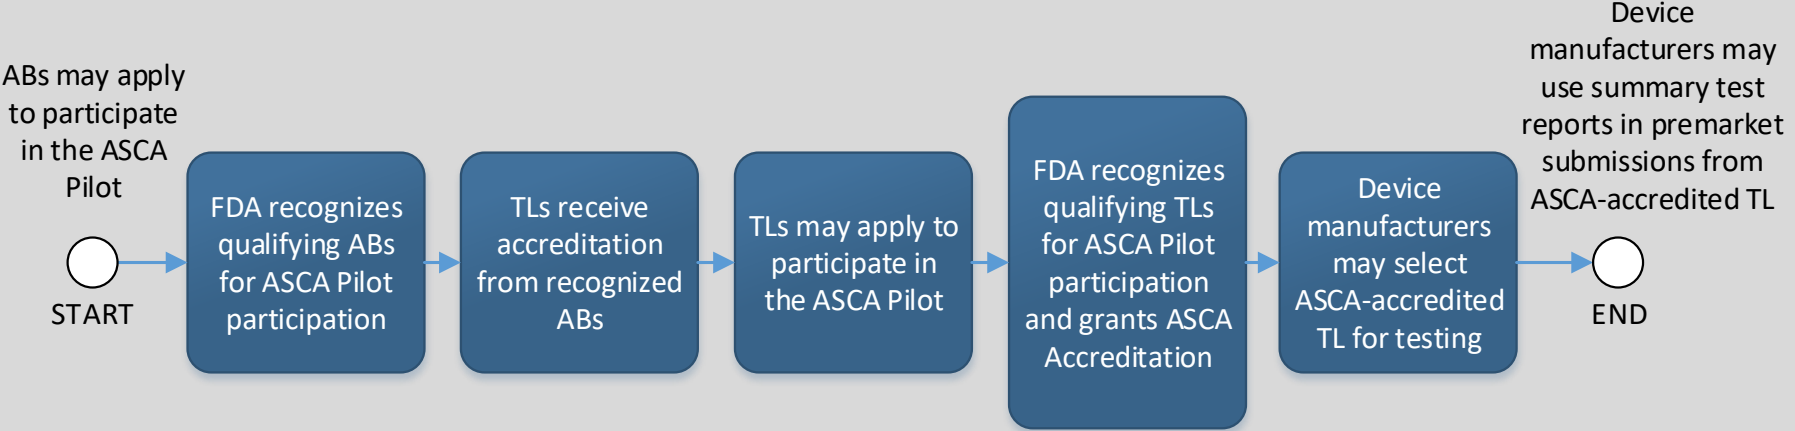 ABs may apply
to participate
in the ASCA
Pilot
START
FDA recognizes
qualifying ABs
for ASCA Pilot
participation
TLs receive
accreditation
from recognized
ABs
TLs may apply to
participate in
the ASCA Pilot
FDA recognizes
qualifying TLs
for ASCA Pilot
participation
and grants ASCA
Accreditation
Device
manufacturers
may select
ASCA-accredited
TL for testing
Device
manufacturers may
use summary test
reports in premarket
submissions from
ASCA-accredited TL
END